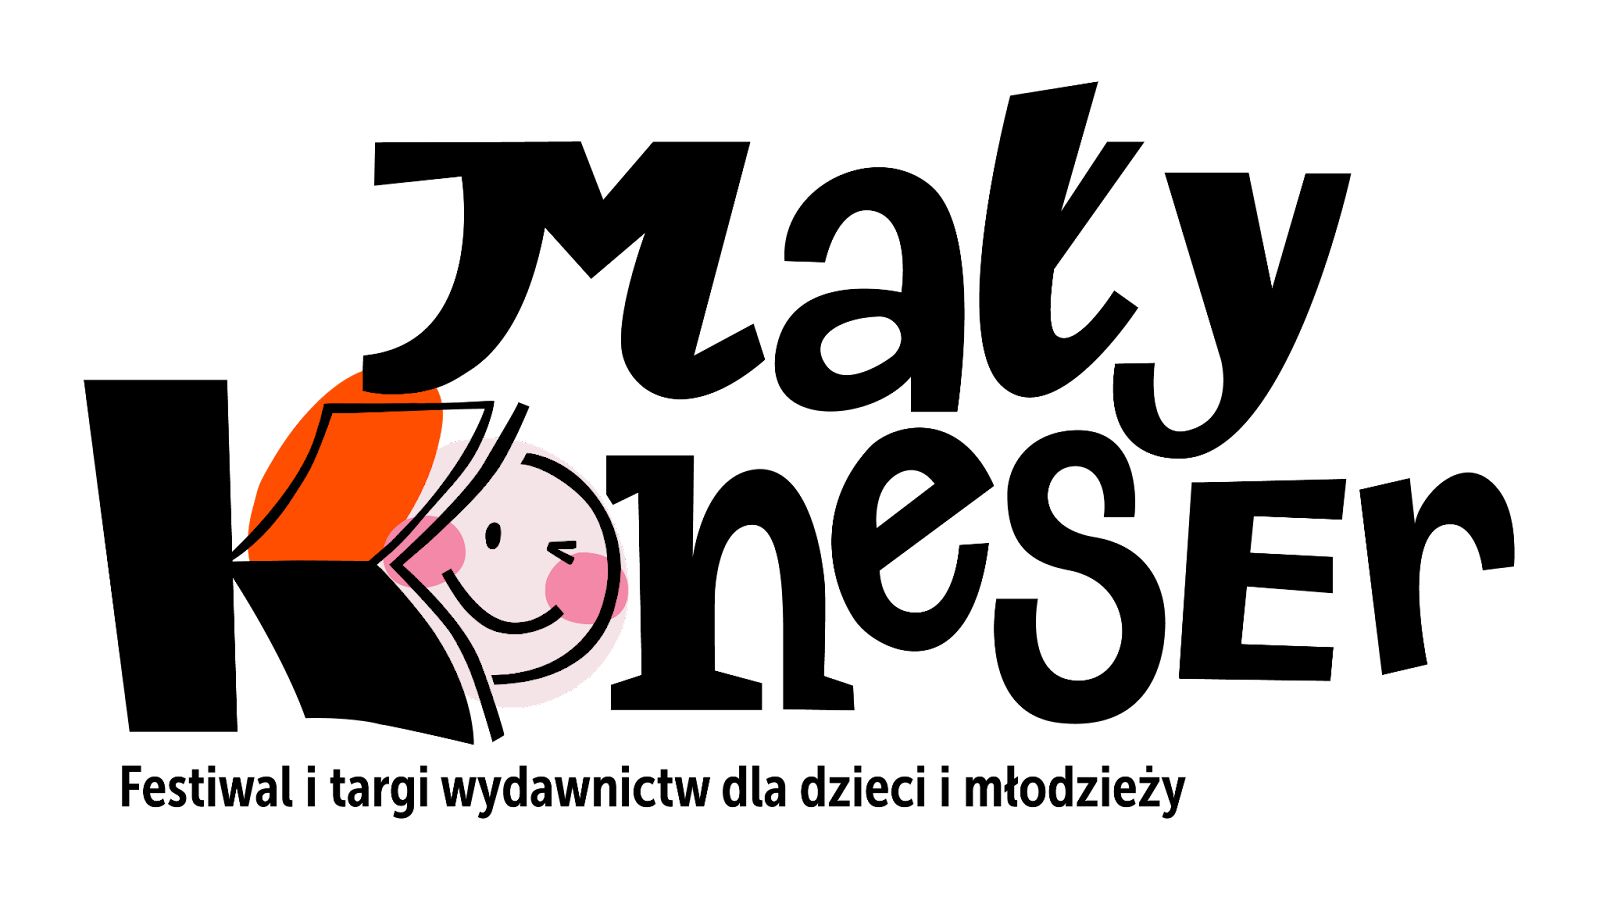 Mały
Koneser
Festiwal i targi wydawnictw dla dzieci i młodzieży